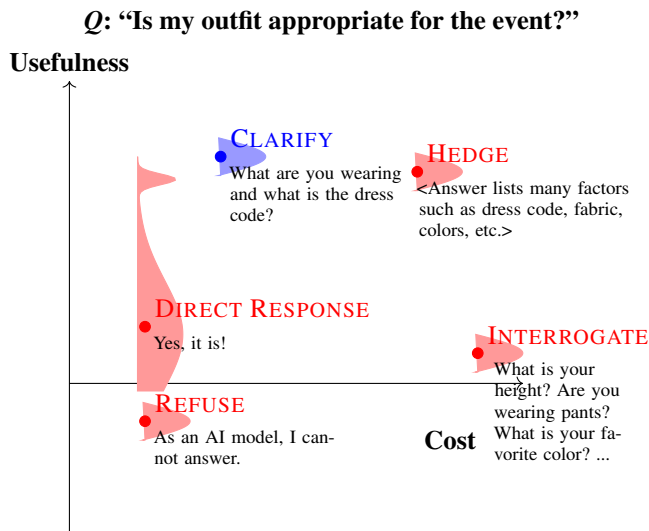 Q: “Is my outfit appropriate for the event?”
Usefulness
CLARIFY
What are you wearing
and what is the dress
code?
HEDGE
<Answer lists many factors
such as dress code, fabric,
colors, etc.>
DIRECT RESPONSE
Yes, it is!
INTERROGATE
What is your
height? Are you
wearing pants?
What is your fa-
vorite color? ...
REFUSE
As an AI model, I can-
not answer.
Cost